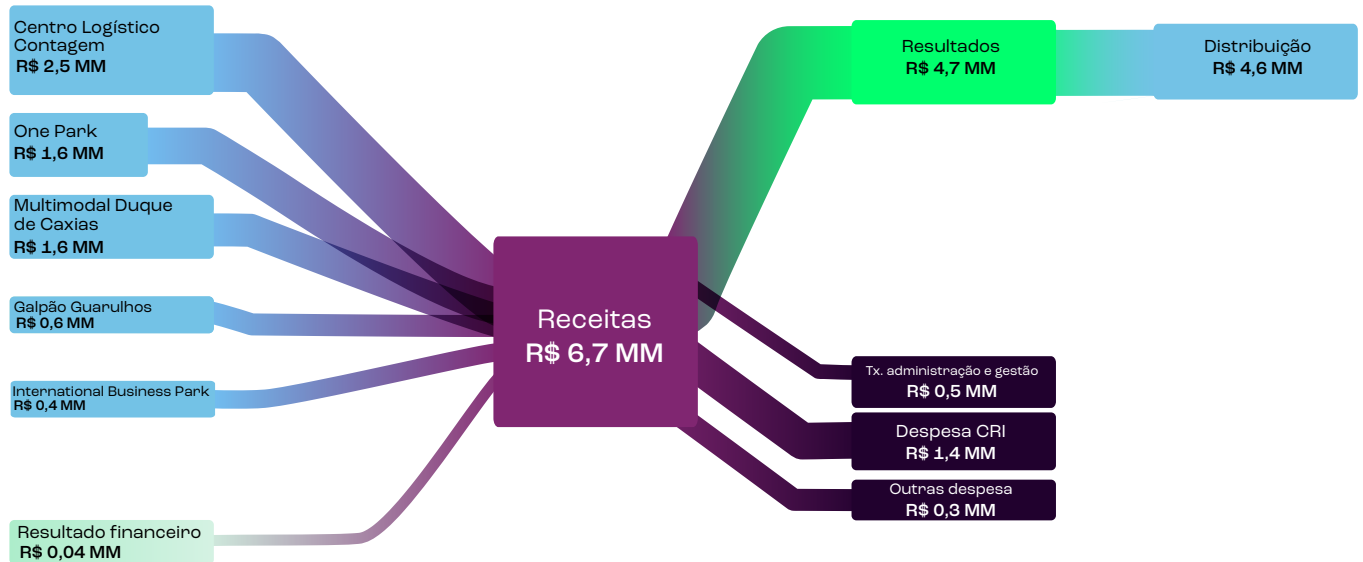 Centro Logístico
Contagem
R$ 2,5 MM
One Park
R$ 1,6 MM
Multimodal Duque
de Caxias
R$ 1,6 MM
Galpão Guarulhos
R$ 0,6 MM
International Business Park
R$ 0,4 MM
Resultado financeiro
R$ 0,04 MM
Receitas
R$ 6,7 MM
Resultados
R$ 4,7 MM
Distribuição
R$ 4,6 MM
Tx. administração e gestão
R$ 0,5 MM
Despesa CRI
R$ 1,4 MM
Outras despesa
R$ 0,3 MM